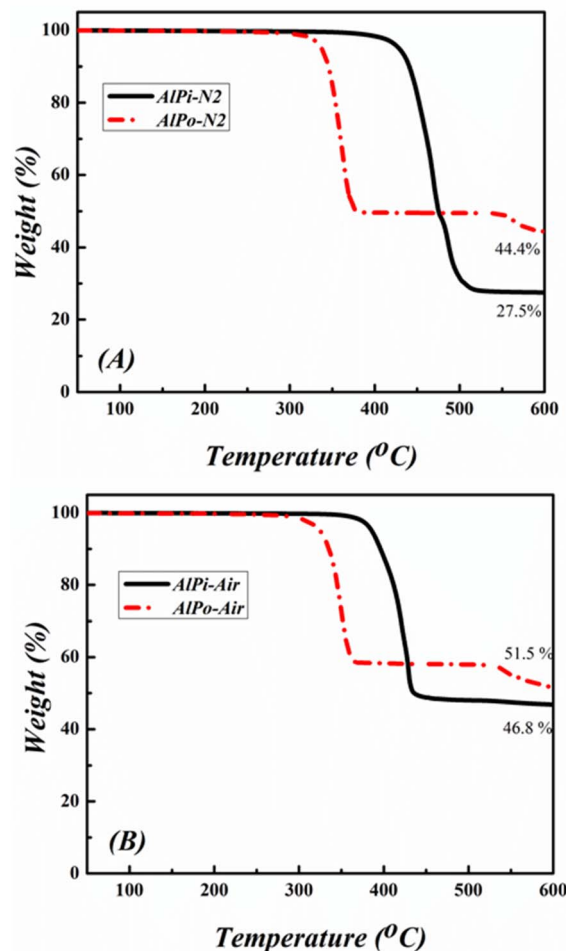 100
80
60
40
20
0
Weight (%)
AlPi-N2
AlPo-N2
44.4%
27.5%
(A)
100 200 300 400 500 600
Temperature (°C)
100
80
60
40
20
0
Weight (%)
AlPi-Air
AlPo-Air
51.5 %
46.8 %
(B)
100 200 300 400 500 600
Temperature (°C)